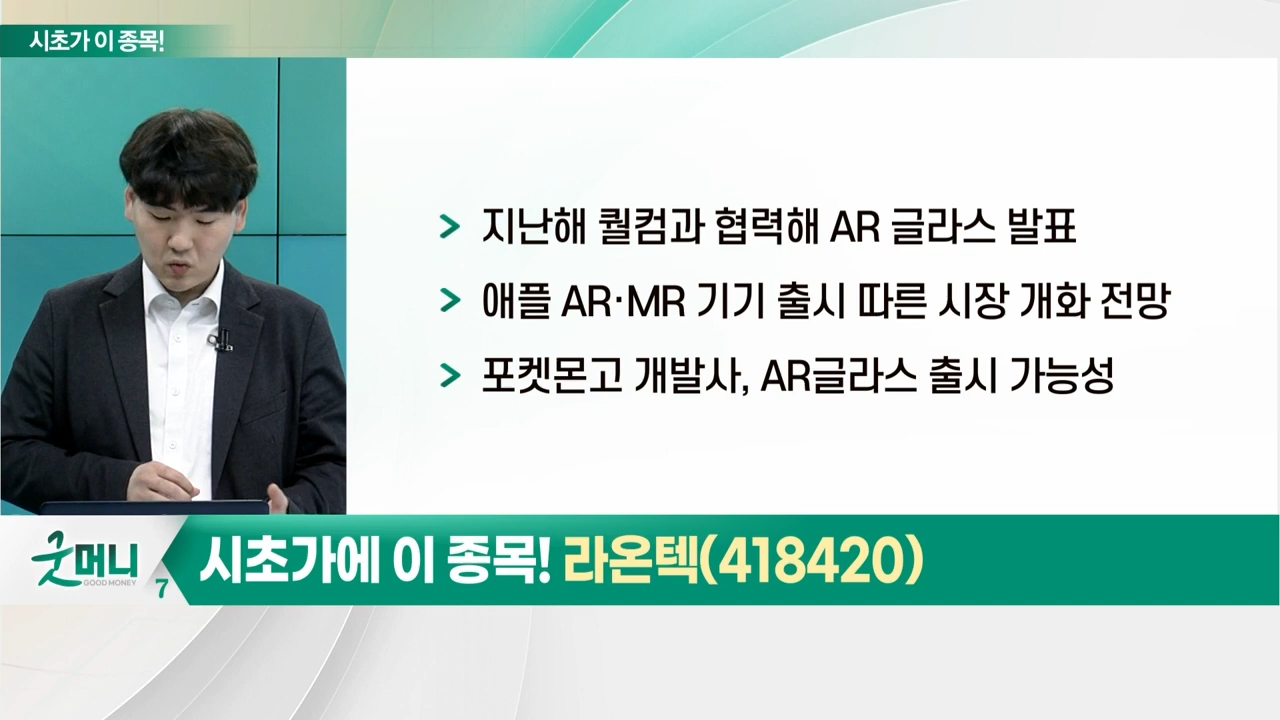 시초가 이 종목!
> 지난해 퀄컴과 협력해 AR 글라스 발표
> 애플 AR·MR 기기 출시 따른 시장 개화 전망
> 포켓몬고 개발사, AR글라스 출시 가능성
굿머니
GOOD MONEY
7
시초가에 이 종목! 라온텍(418420)